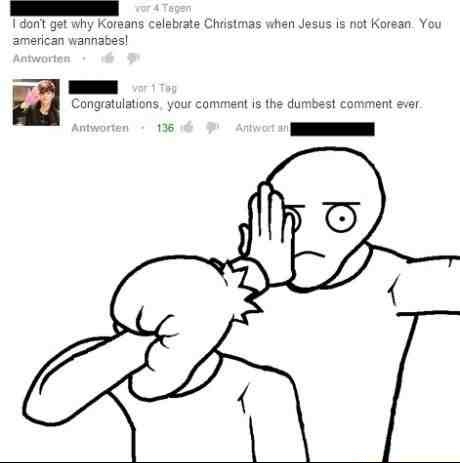 vor 4 Tagen
I don't get why Koreans celebrate Christmas when Jesus is not Korean. You
american wannabes!
Antworten ·
vor 1 Tag
Congratulations, your comment is the dumbest comment ever.
Antworten · 136 Antwort an